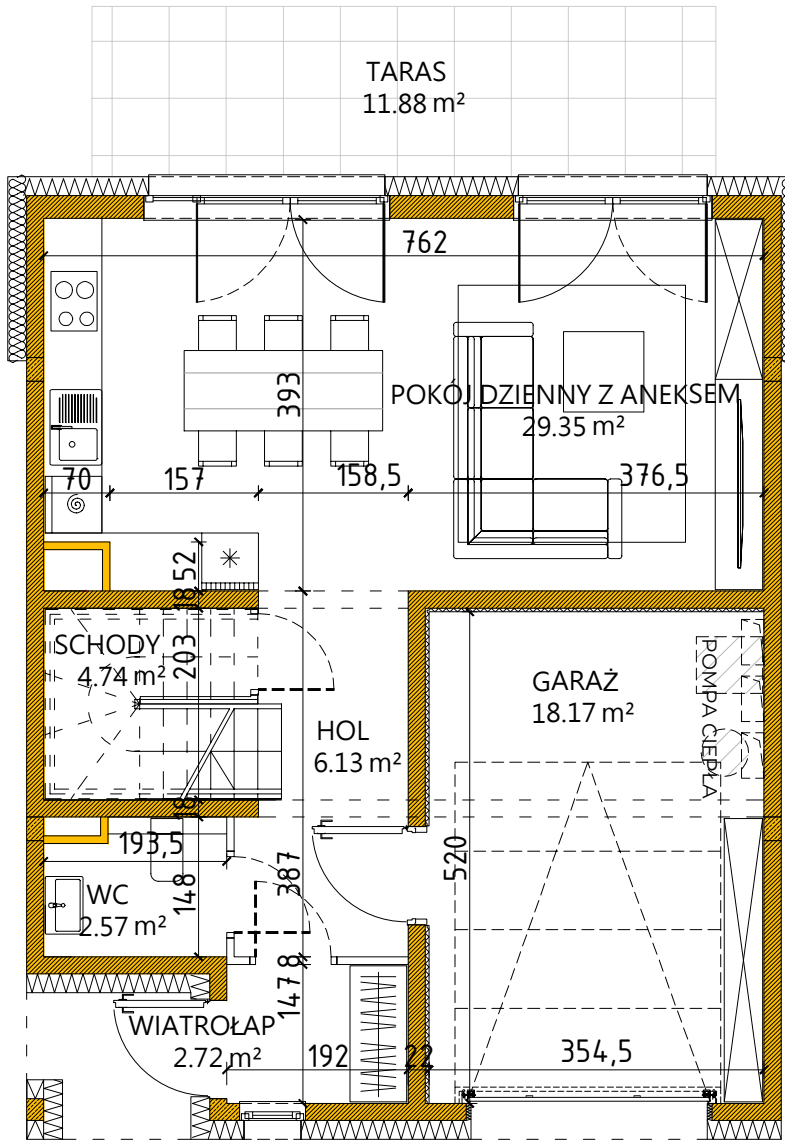 TARAS
11.88 m²
762
393
POKÓJ DZIENNY Z ANEKSEM
29.35 m²
70
157
158,5
376,5
52
18
SCHODY
4.74 m²
203
GARAŻ
18.17 m²
POMPA CIEPŁA
HOL
6.13 m²
18
193,5
387
520
148
WC
2.57 m²
8
147
WIATROŁAP
2.72 m²
192
22
354,5